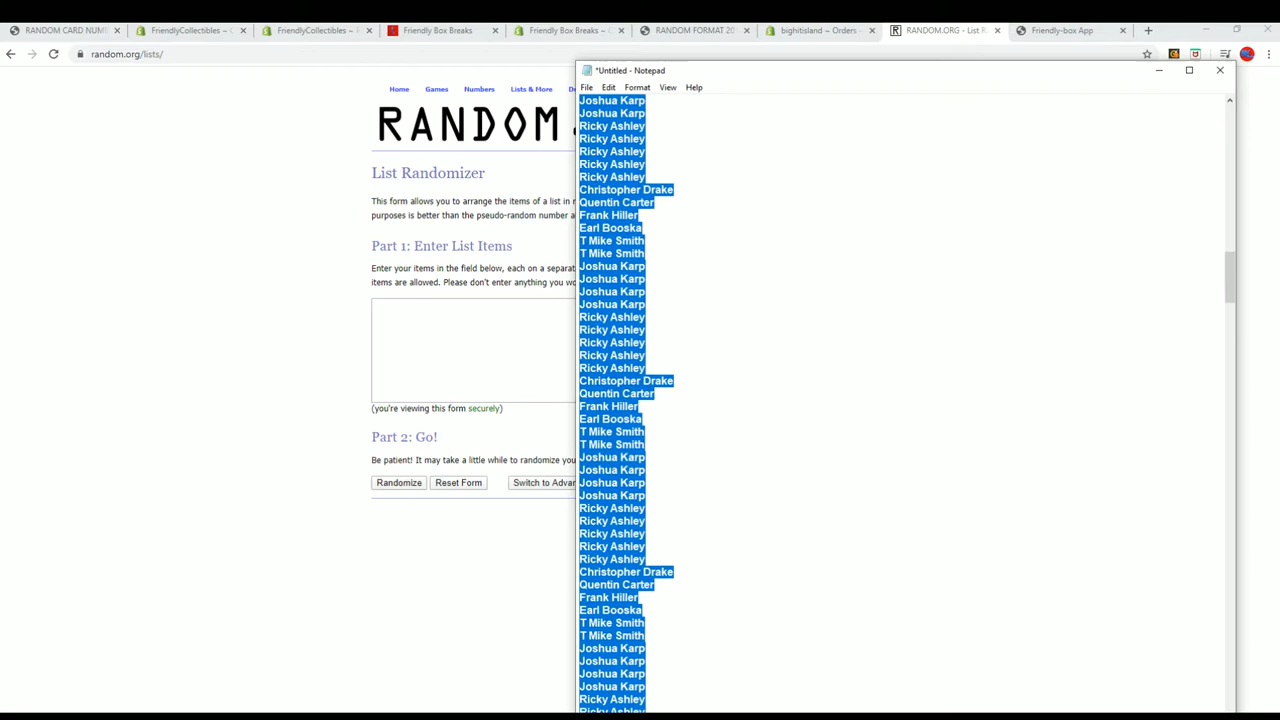 RANDOM CARD NUM
FriendlyCollectibles – C
FriendlyCollectibles – P
Friendly Box Breaks
Friendly Box Breaks – C
RANDOM FORMAT 20
bighitsland – Orders -
RANDOM.ORG - List R
Friendly-box App
random.org/lists/
*Untitled - Notepad
File Edit Format View Help
Home Games Numbers Lists & More D
RANDOM
List Randomizer
This form allows you to arrange the items of a list in r
purposes is better than the pseudo-random number a
Part 1: Enter List Items
Enter your items in the field below, each on a separat
items are allowed. Please don't enter anything you wo
(you're viewing this form securely)
Part 2: Go!
Be patient! It may take a little while to randomize you
Randomize Reset Form Switch to Advan
Joshua Karp
Joshua Karp
Ricky Ashley
Ricky Ashley
Ricky Ashley
Ricky Ashley
Ricky Ashley
Christopher Drake
Quentin Carter
Frank Hiller
Earl Booska
T Mike Smith
T Mike Smith
Joshua Karp
Joshua Karp
Joshua Karp
Joshua Karp
Ricky Ashley
Ricky Ashley
Ricky Ashley
Ricky Ashley
Ricky Ashley
Christopher Drake
Quentin Carter
Frank Hiller
Earl Booska
T Mike Smith
T Mike Smith
Joshua Karp
Joshua Karp
Joshua Karp
Joshua Karp
Ricky Ashley
Ricky Ashley
Ricky Ashley
Ricky Ashley
Ricky Ashley
Christopher Drake
Quentin Carter
Frank Hiller
Earl Booska
T Mike Smith
T Mike Smith
Joshua Karp
Joshua Karp
Joshua Karp
Joshua Karp
Ricky Ashley
Ricky Ashley